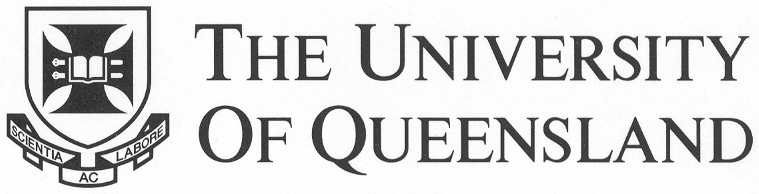 THE UNIVERSITY
OF QUEENSLAND
SCIENTIA AC LABORE